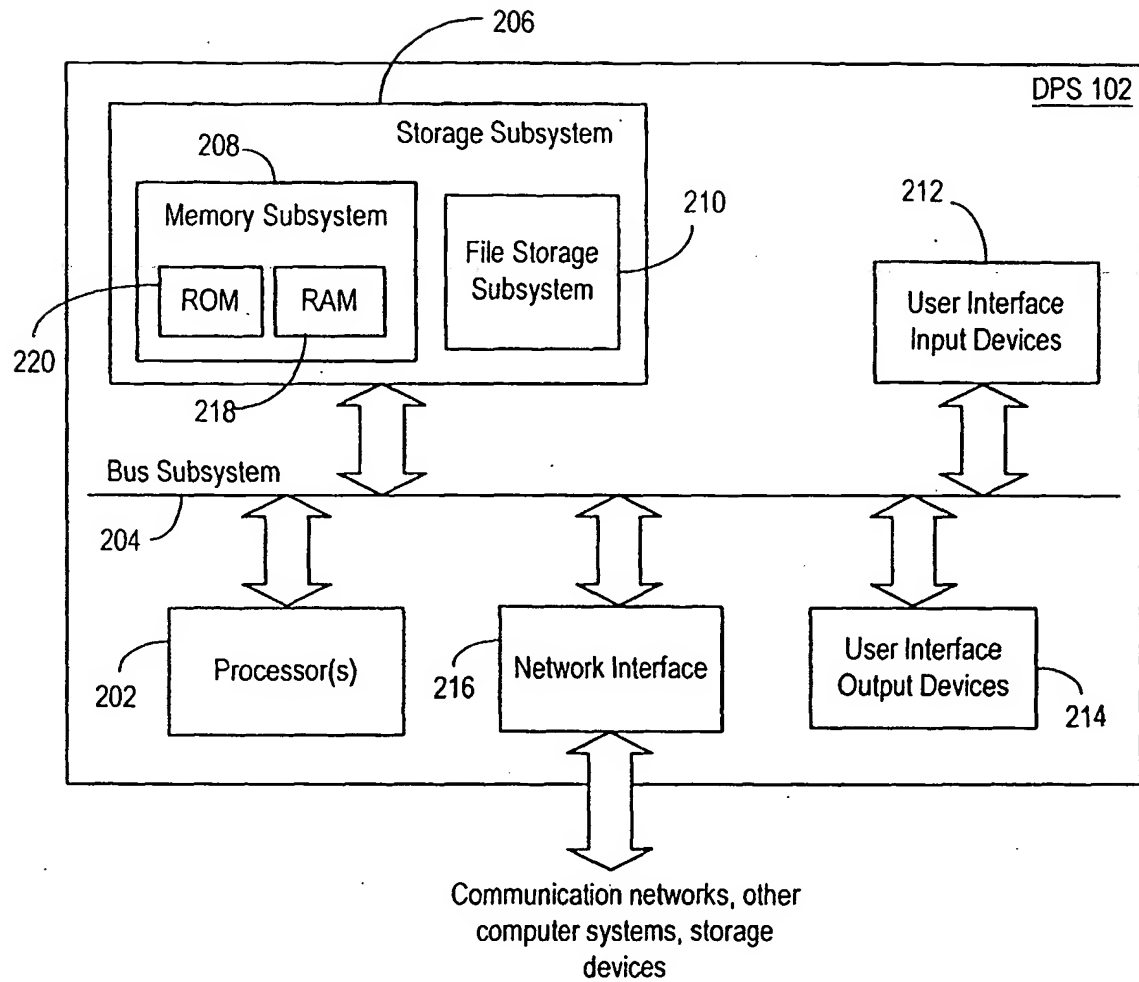 206
DPS 102
Storage Subsystem
208
Memory Subsystem
210
212
File Storage
Subsystem
ROM
RAM
User Interface
Input Devices
220
218
Bus Subsystem
204
Processor(s)
202
Network Interface
216
User Interface
Output Devices
214
Communication networks, other
computer systems, storage
devices